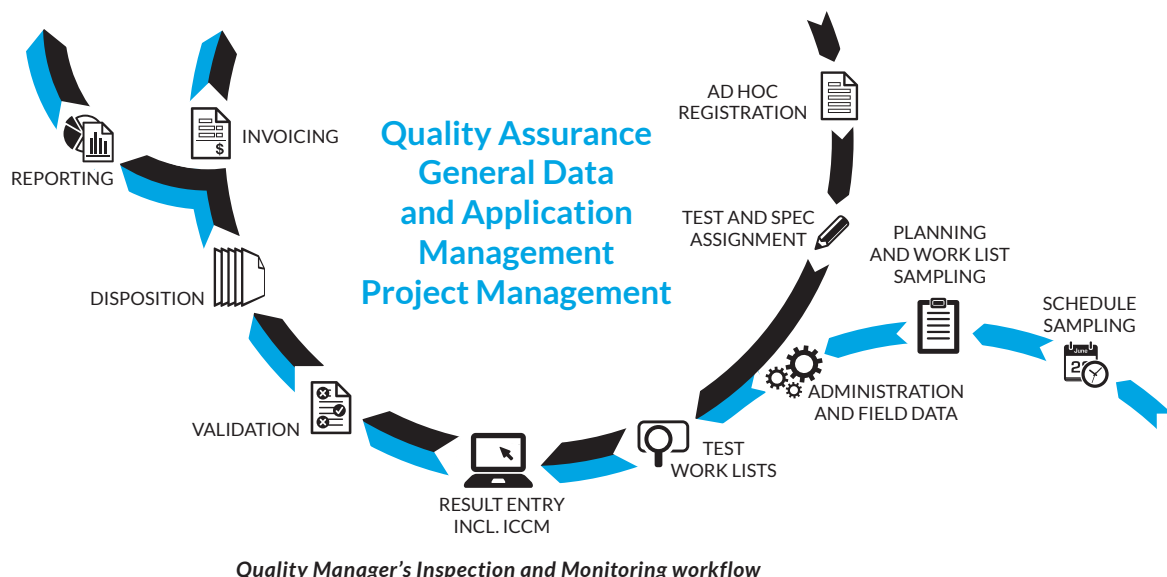 AD HOC
REGISTRATION
INVOICING
$
Quality Assurance
General Data
and Application
Management
Project Management
REPORTING
TEST AND SPEC
ASSIGNMENT
PLANNING
AND WORK LIST
SAMPLING
DISPOSITION
SCHEDULE
SAMPLING
June
ADMINISTRATION
AND FIELD DATA
VALIDATION
TEST
WORK LISTS
RESULT ENTRY
INCL. ICCM
Quality Manager's Inspection and Monitoring workflow